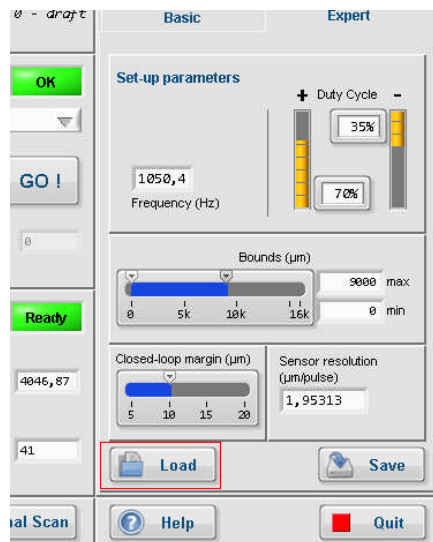 0 - draft
Basic
Expert
OK
GO !
0
Ready
4046,87
41
nal Scan
Set-up parameters
+ Duty Cycle -
35%
70%
1050,4
Frequency (Hz)
Bounds (µm)
9000 max
0 5k 10k 16k
0 min
Closed-loop margin (µm)
5 10 15 20
Sensor resolution
(µm/pulse)
1,95313
Load
Save
Help
Quit